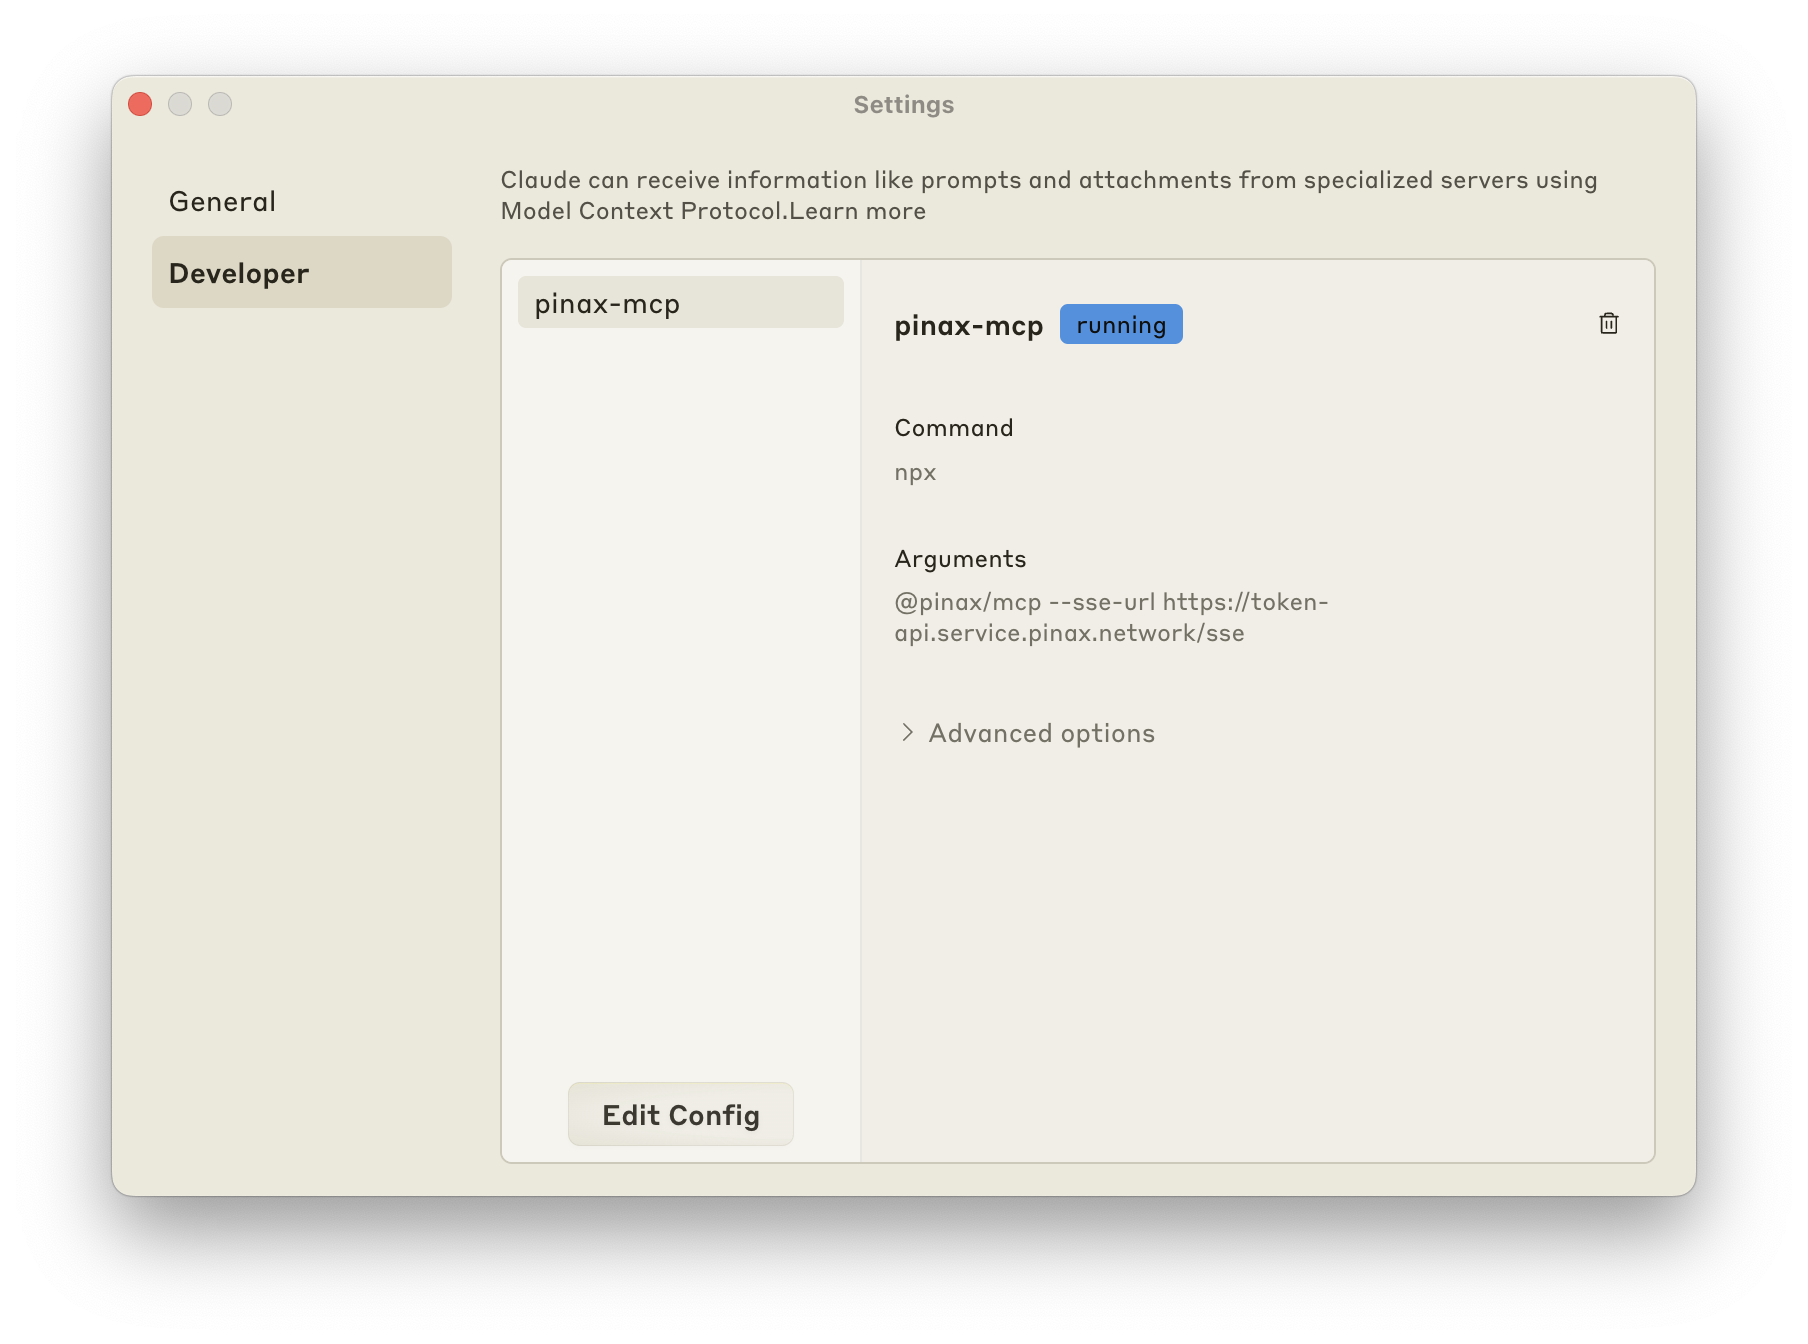 Settings
General
Developer
Claude can receive information like prompts and attachments from specialized servers using
Model Context Protocol.Learn more
pinax-mcp
Edit Config
pinax-mcp running
Command
npx
Arguments
@pinax/mcp --sse-url https://token-
api.service.pinax.network/sse
Advanced options